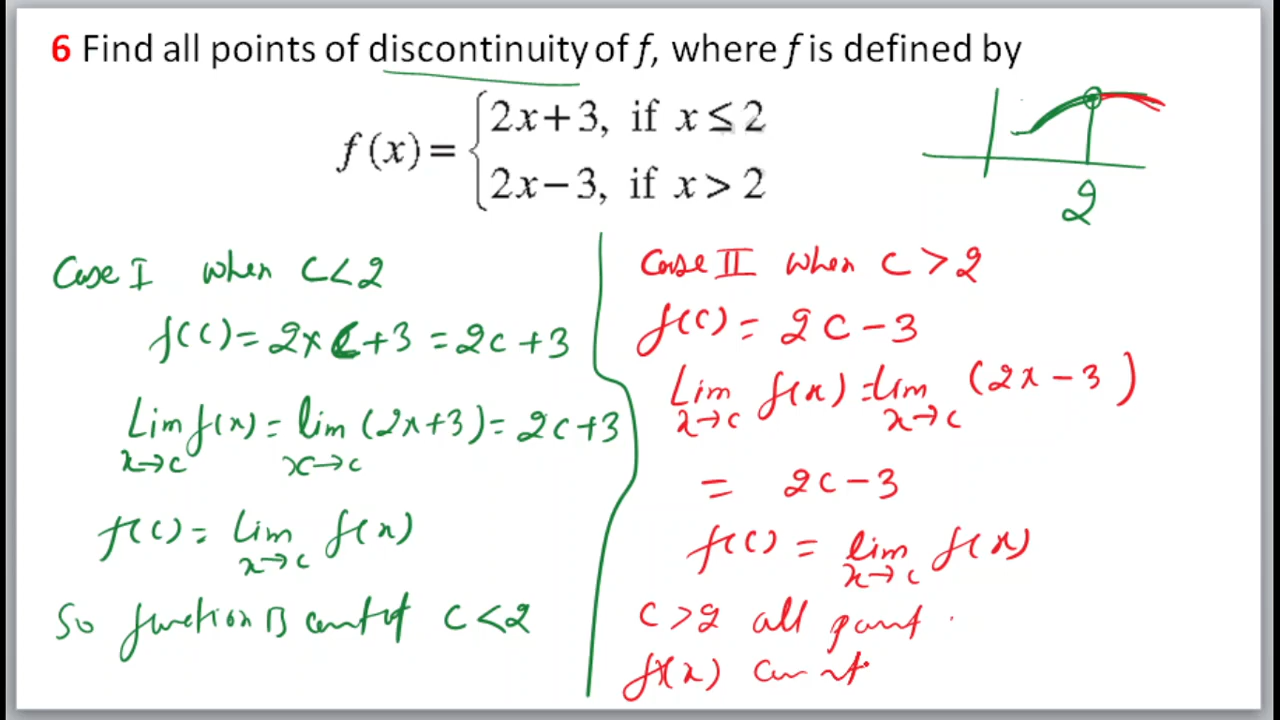 6 Find all points of discontinuity of f, where f is defined by
f(x) = { 2x+3, if x ≤ 2
2x−3, if x > 2
2
Case I when c<2
f(c) = 2×c+3 = 2c+3
Lim f(x) = lim (2x+3) = 2c+3
x→c x→c
f(c) = lim f(x)
x→c
So function is cont at c<2
Case II when c > 2
f(c) = 2c−3
Lim f(x) = lim (2x−3)
x→c x→c
= 2c−3
f(c) = lim f(x)
x→c
c>2 all point
f(x) cont